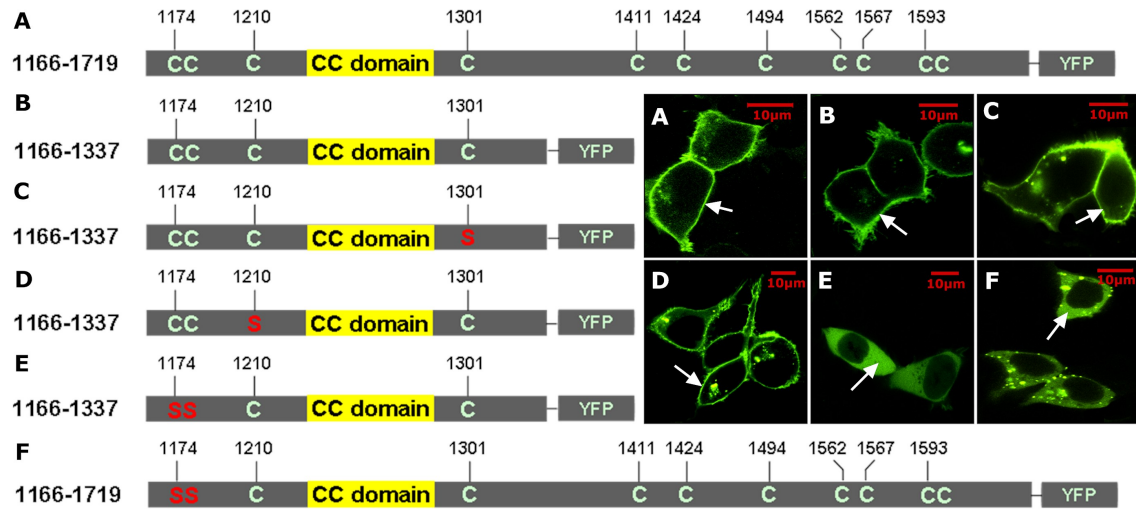 A
1174 1210 1301 1411 1424 1494 1562 1567 1593
1166-1719 CC C CC domain C C C C C C CC YFP
B
1174 1210 1301
1166-1337 CC C CC domain C YFP
C
1174 1210 1301
1166-1337 CC C CC domain S YFP
D
1174 1210 1301
1166-1337 CC S CC domain C YFP
E
1174 1210 1301
1166-1337 SS C CC domain C YFP
F
1174 1210 1301 1411 1424 1494 1562 1567 1593
1166-1719 SS C CC domain C C C C C C CC YFP
A 10µm
B 10µm
C 10µm
D 10µm
E 10µm
F 10µm